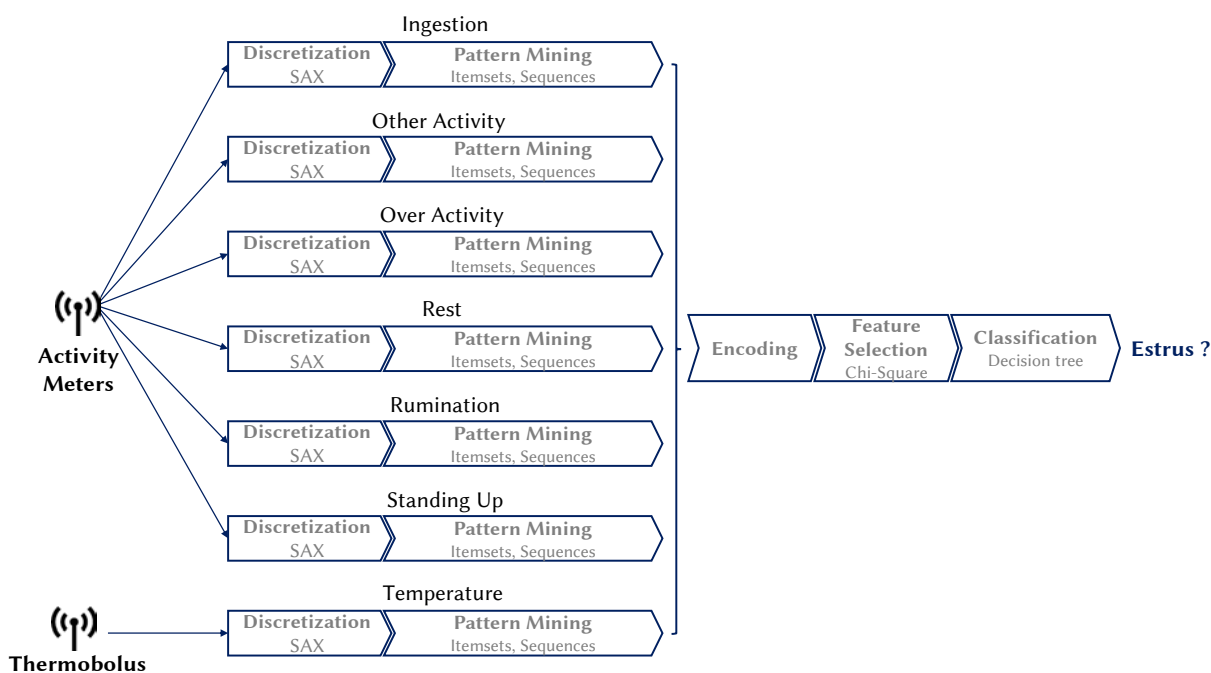 Ingestion
Discretization
SAX
Pattern Mining
Itemsets, Sequences
Other Activity
Discretization
SAX
Pattern Mining
Itemsets, Sequences
Over Activity
Discretization
SAX
Pattern Mining
Itemsets, Sequences
Rest
Discretization
SAX
Pattern Mining
Itemsets, Sequences
Rumination
Discretization
SAX
Pattern Mining
Itemsets, Sequences
Standing Up
Discretization
SAX
Pattern Mining
Itemsets, Sequences
Temperature
Discretization
SAX
Pattern Mining
Itemsets, Sequences
Activity
Meters
Thermobolus
Encoding
Feature
Selection
Chi-Square
Classification
Decision tree
Estrus ?